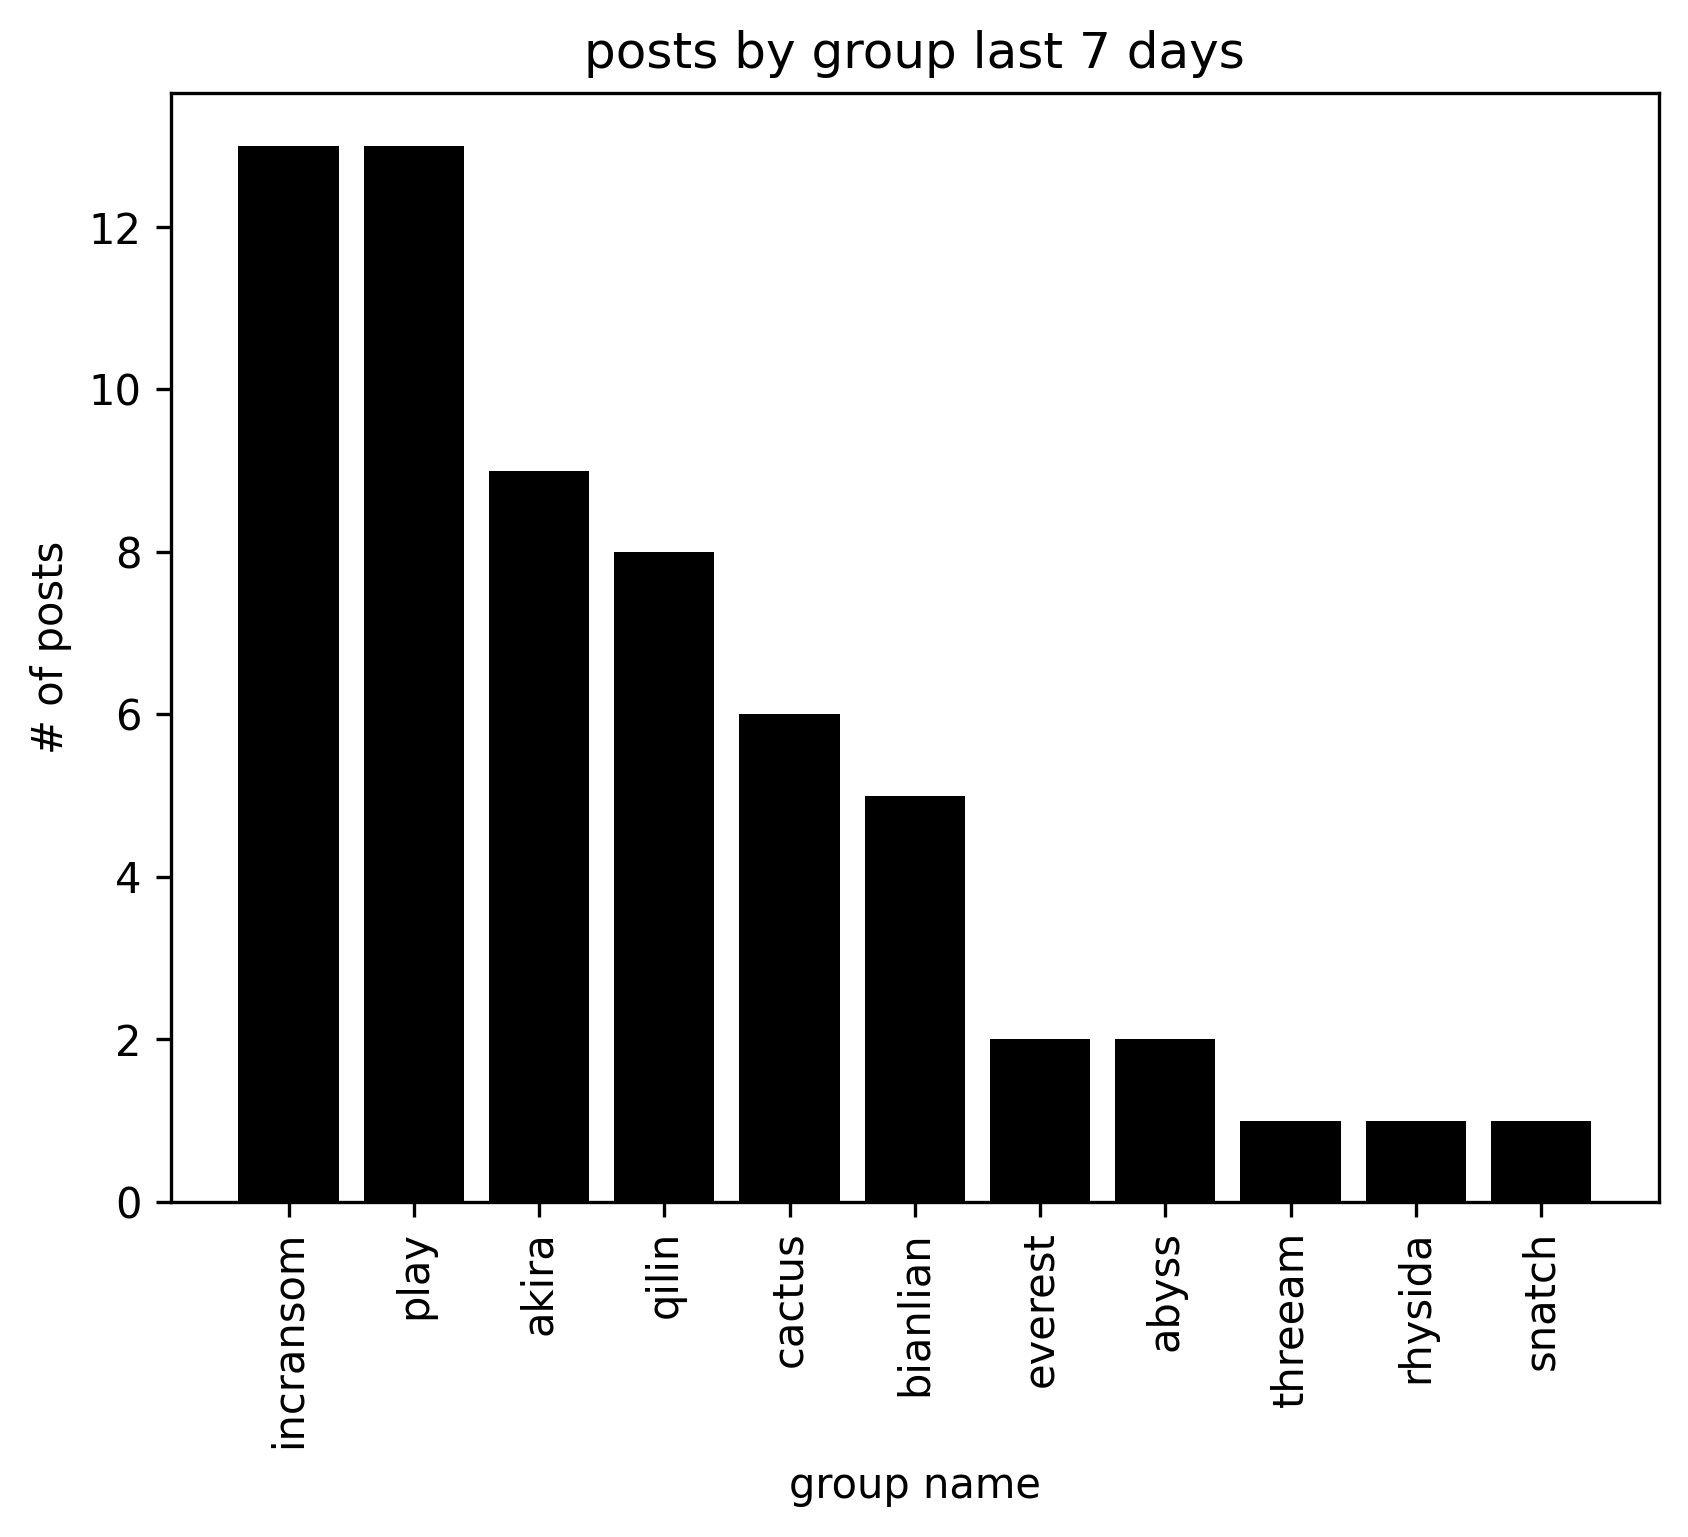 posts by group last 7 days
# of posts
12
10
8
6
4
2
0
incransom
play
akira
qilin
cactus
bianlian
everest
abyss
threeam
rhysida
snatch
group name